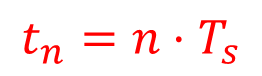 tₙ = n · Tₛ